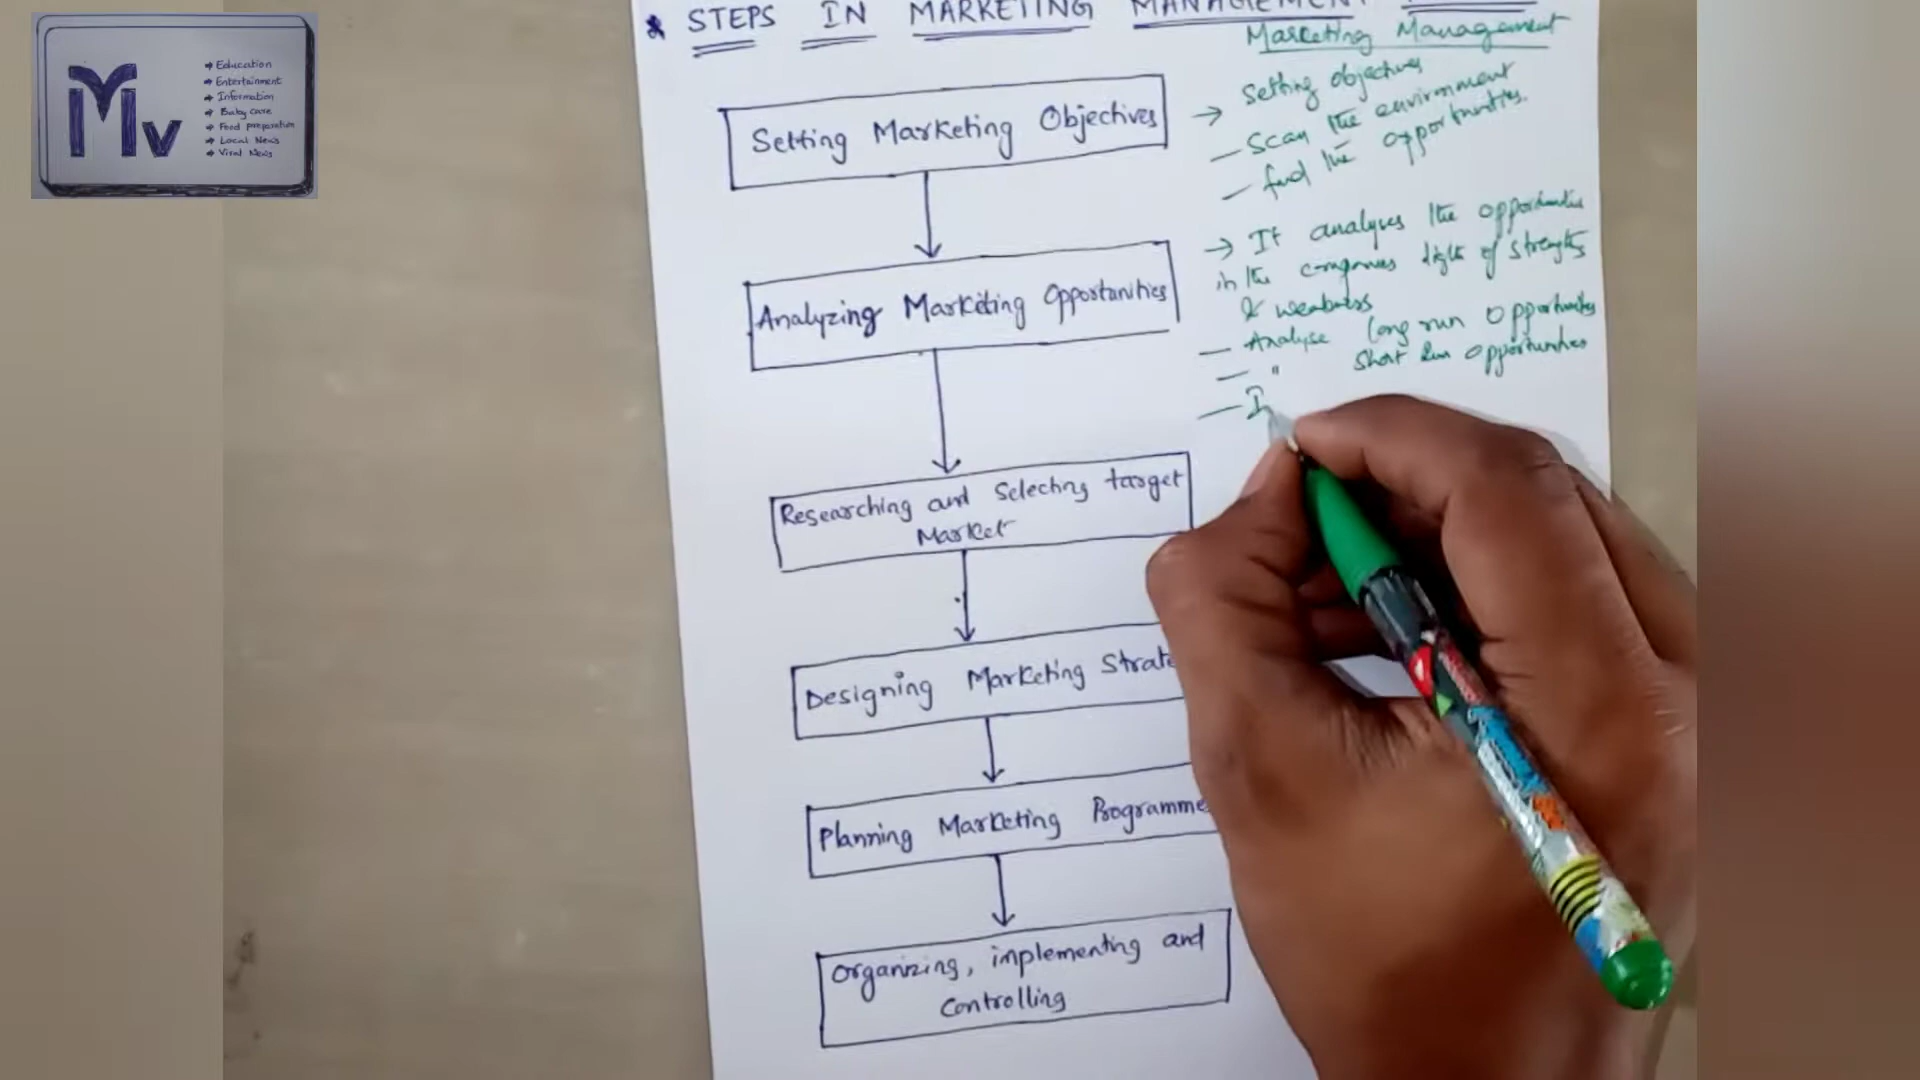 * STEPS IN MARKETING MANAGEMENT
Marketing Management
Setting Marketing Objectives
→ Setting objectives
— Scan the environment
— find the opportunities.
Analyzing Marketing Opportunities
→ It analyses the opportunities
in the companies of strengths
& weakness
— Analyse long run opportunities
— " Short run opportunities
— I
Researching and Selecting target
Market
Designing Marketing Strate
Planning Marketing Programme
Organizing, implementing and
Controlling
MYV
→ Education
→ Entertainment
→ Information
→ Baby care
→ Food preparation
→ Local News
→ Viral News